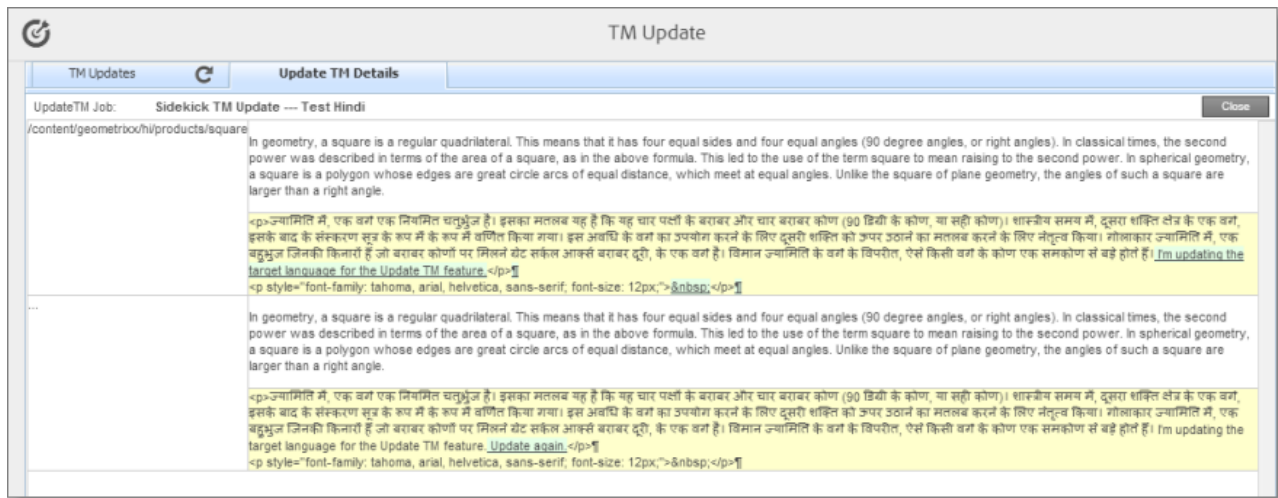 TM Update
TM Updates
Update TM Details
UpdateTM Job: Sidekick TM Update --- Test Hindi
Close
/content/geometrixx/hi/products/square
In geometry, a square is a regular quadrilateral. This means that it has four equal sides and four equal angles (90 degree angles, or right angles). In classical times, the second
power was described in terms of the area of a square, as in the above formula. This led to the use of the term square to mean raising to the second power. In spherical geometry,
a square is a polygon whose edges are great circle arcs of equal distance, which meet at equal angles. Unlike the square of plane geometry, the angles of such a square are
larger than a right angle.
<p>ज्यामिति में, एक वर्ग एक नियमित चतुर्भुज है। इसका मतलब यह है कि यह चार पक्षों के बराबर और चार बराबर कोण (90 डिग्री के कोण, या सही कोण)। शास्त्रीय समय में, दूसरा शक्ति क्षेत्र के एक वर्ग,
इसके बाद के संस्करण सूत्र के रूप में के रूप में वर्णित किया गया। इस अवधि के वर्ग का उपयोग करने के लिए दूसरी शक्ति को ऊपर उठाने का मतलब करने के लिए नेतृत्व किया। गोलाकार ज्यामिति में, एक
बहुभुज जिनकी किनारों हैं जो बराबर कोणों पर मिलने ग्रेट सर्कल आर्क्स बराबर दूरी, के एक वर्ग है। विमान ज्यामिति के वर्ग के विपरीत, ऐसे किसी वर्ग के कोण एक समकोण से बड़े होते हैं। I'm updating the
target language for the Update TM feature.</p>¶
<p style="font-family: tahoma, arial, helvetica, sans-serif; font-size: 12px;">&nbsp;</p>¶
...
In geometry, a square is a regular quadrilateral. This means that it has four equal sides and four equal angles (90 degree angles, or right angles). In classical times, the second
power was described in terms of the area of a square, as in the above formula. This led to the use of the term square to mean raising to the second power. In spherical geometry,
a square is a polygon whose edges are great circle arcs of equal distance, which meet at equal angles. Unlike the square of plane geometry, the angles of such a square are
larger than a right angle.
<p>ज्यामिति में, एक वर्ग एक नियमित चतुर्भुज है। इसका मतलब यह है कि यह चार पक्षों के बराबर और चार बराबर कोण (90 डिग्री के कोण, या सही कोण)। शास्त्रीय समय में, दूसरा शक्ति क्षेत्र के एक वर्ग,
इसके बाद के संस्करण सूत्र के रूप में के रूप में वर्णित किया गया। इस अवधि के वर्ग का उपयोग करने के लिए दूसरी शक्ति को ऊपर उठाने का मतलब करने के लिए नेतृत्व किया। गोलाकार ज्यामिति में, एक
बहुभुज जिनकी किनारों हैं जो बराबर कोणों पर मिलने ग्रेट सर्कल आर्क्स बराबर दूरी, के एक वर्ग है। विमान ज्यामिति के वर्ग के विपरीत, ऐसे किसी वर्ग के कोण एक समकोण से बड़े होते हैं। I'm updating the
target language for the Update TM feature. Update again.</p>¶
<p style="font-family: tahoma, arial, helvetica, sans-serif; font-size: 12px;">&nbsp;</p>¶